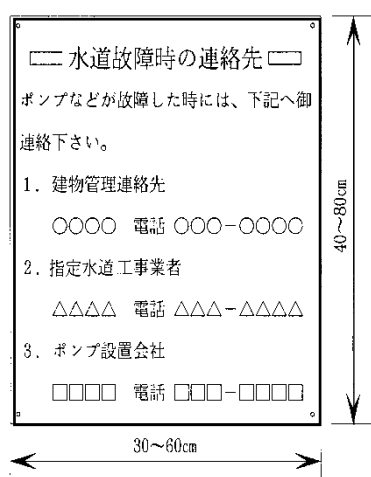 水道故障時の連絡先
ポンプなどが故障した時には、下記へ御
連絡下さい。
1. 建物管理連絡先
○○○○ 電話 ○○○-○○○○
2. 指定水道工事業者
△△△△ 電話 △△△-△△△△
3. ポンプ設置会社
□□□□ 電話 □□□-□□□□
40～80cm
30～60cm